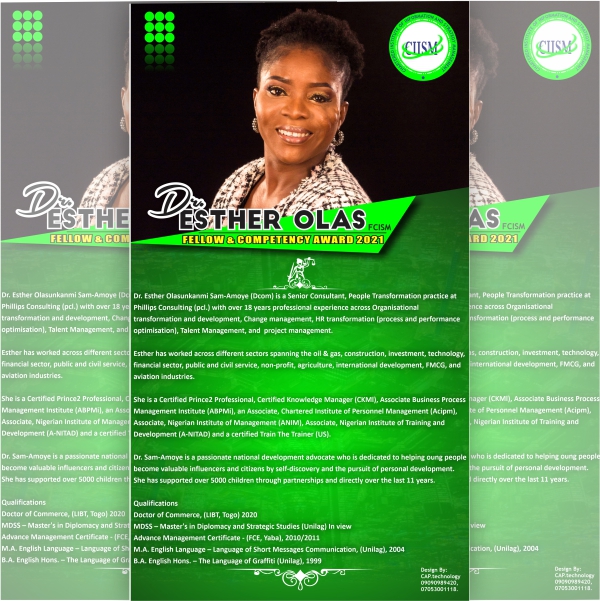 CIISM
Dr.
ESTHER OLAS FCISM
FELLOW & COMPETENCY AWARD 2021
Dr. Esther Olasunkanmi Sam-Amoye (Dcom) is a Senior Consultant, People Transformation practice at
Phillips Consulting (pcl.) with over 18 years professional experience across Organisational
transformation and development, Change management, HR transformation (process and performance
optimisation), Talent Management, and project management.
Esther has worked across different sectors spanning the oil & gas, construction, investment, technology,
financial sector, public and civil service, non-profit, agriculture, international development, FMCG, and
aviation industries.
She is a Certified Prince2 Professional, Certified Knowledge Manager (CKMI), Associate Business Process
Management Institute (ABPMi), an Associate, Chartered Institute of Personnel Management (Acipm),
Associate, Nigerian Institute of Management (ANIM), Associate, Nigerian Institute of Training and
Development (A-NITAD) and a certified Train The Trainer (US).
Dr. Sam-Amoye is a passionate national development advocate who is dedicated to helping oung people
become valuable influencers and citizens by self-discovery and the pursuit of personal development.
She has supported over 5000 children through partnerships and directly over the last 11 years.
Qualifications
Doctor of Commerce, (LIBT, Togo) 2020
MDSS – Master's in Diplomacy and Strategic Studies (Unilag) In view
Advance Management Certificate - (FCE, Yaba), 2010/2011
M.A. English Language – Language of Short Messages Communication, (Unilag), 2004
B.A. English Hons. – The Language of Graffiti (Unilag), 1999
Design By:
CAP.technology
09090989420,
07053001118.